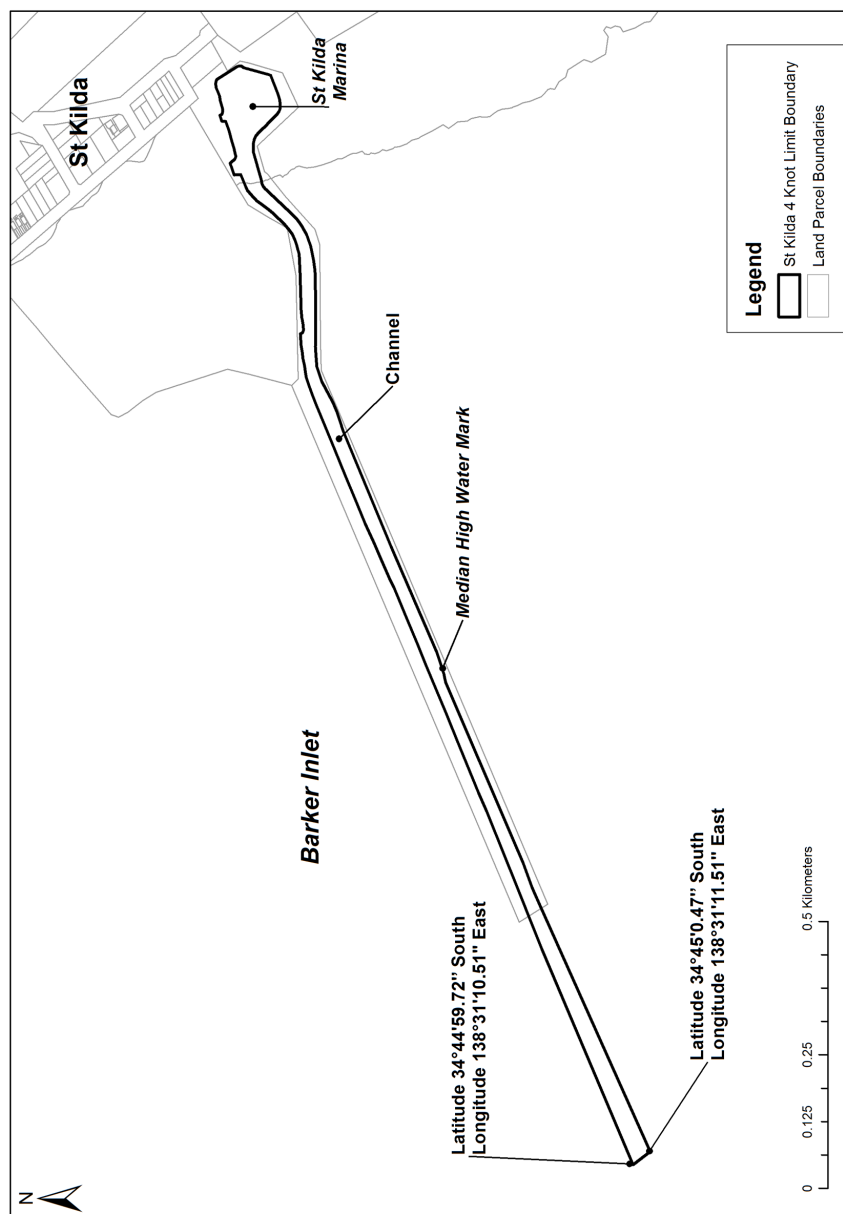 N
St Kilda
St Kilda
Marina
Channel
Median High Water Mark
Barker Inlet
Latitude 34°44'59.72" South
Longitude 138°31'10.51" East
Latitude 34°45'0.47" South
Longitude 138°31'11.51" East
0 0.125 0.25 0.5 Kilometers
Legend
St Kilda 4 Knot Limit Boundary
Land Parcel Boundaries